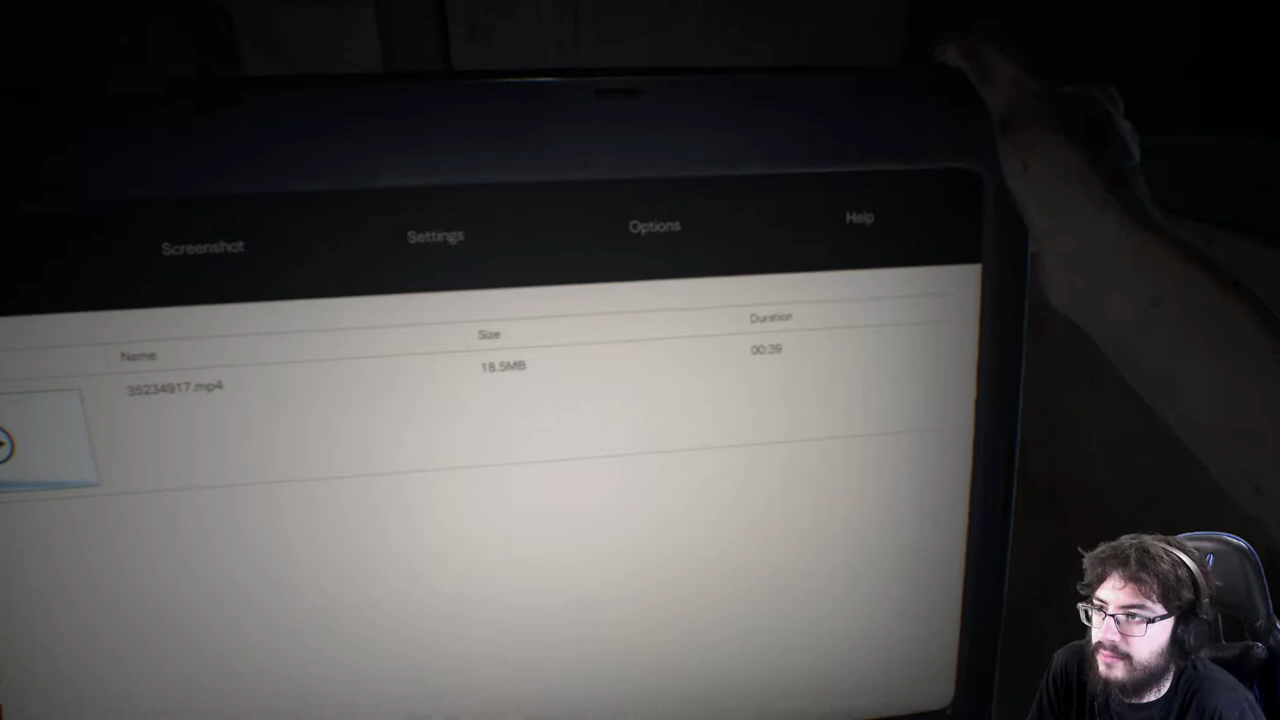 Screenshot Settings Options Help
Name Size Duration
35234917.mp4 18.5MB 00:39